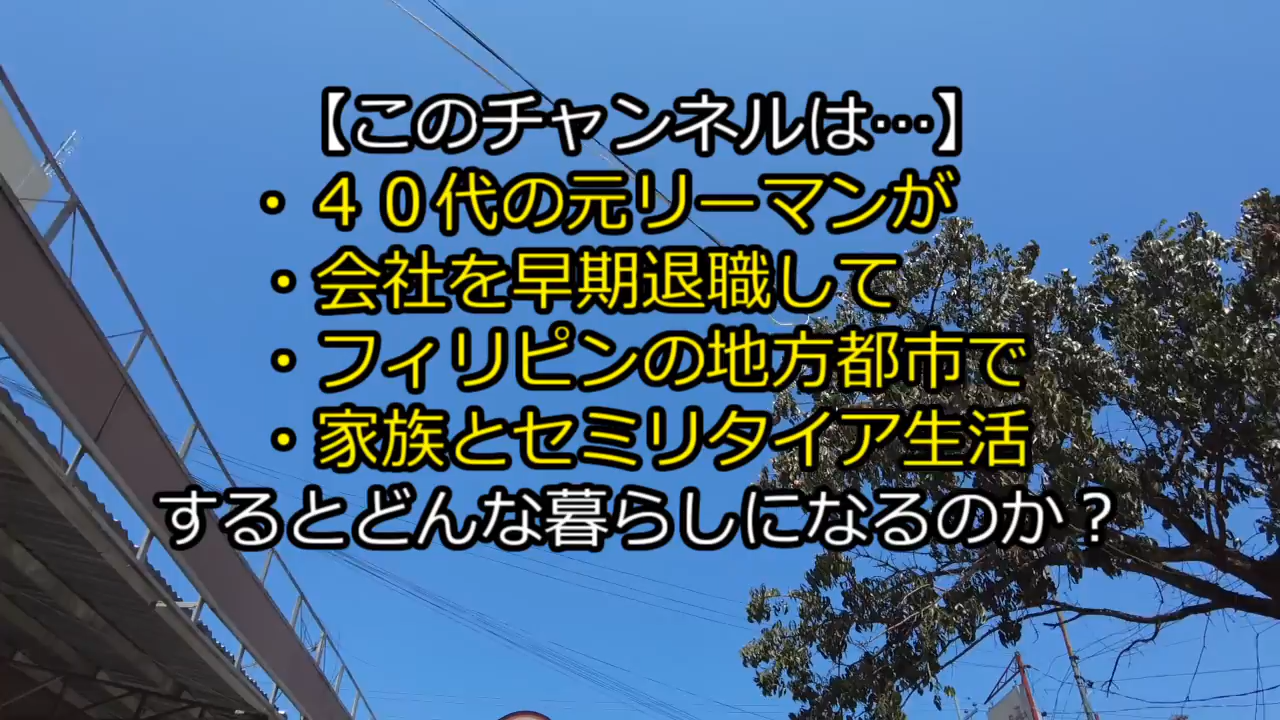 【このチャンネルは…】
・４０代の元リーマンが
・会社を早期退職して
・フィリピンの地方都市で
・家族とセミリタイア生活
するとどんな暮らしになるのか？